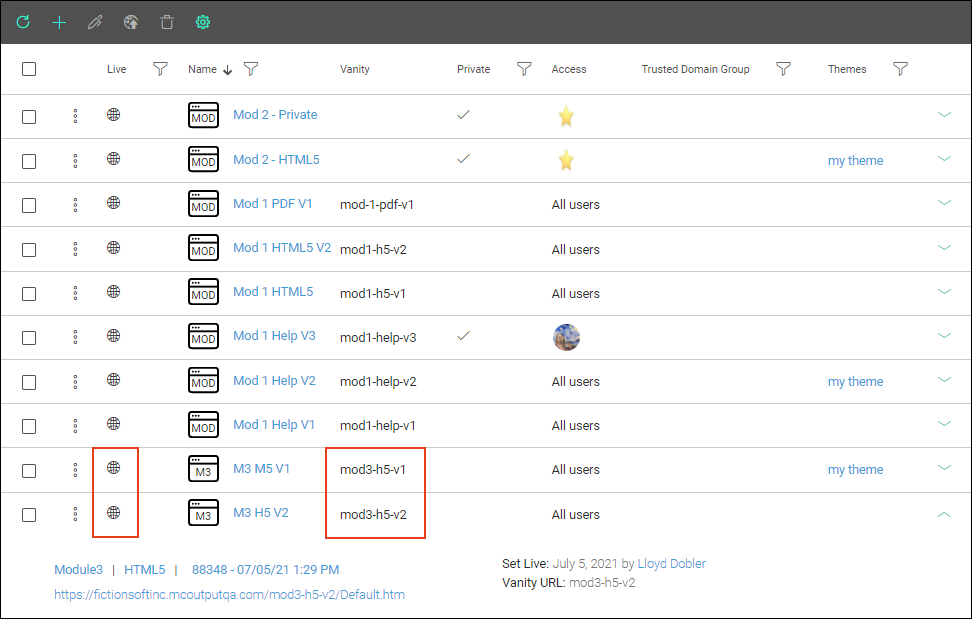 Live Name Vanity Private Access Trusted Domain Group Themes
MOD Mod 2 - Private
MOD Mod 2 - HTML5 my theme
MOD Mod 1 PDF V1 mod-1-pdf-v1 All users
MOD Mod 1 HTML5 V2 mod1-h5-v2 All users
MOD Mod 1 HTML5 mod1-h5-v1 All users
MOD Mod 1 Help V3 mod1-help-v3
MOD Mod 1 Help V2 mod1-help-v2 All users my theme
MOD Mod 1 Help V1 mod1-help-v1 All users
M3 M3 M5 V1 mod3-h5-v1 All users my theme
M3 M3 H5 V2 mod3-h5-v2 All users
Module3 | HTML5 | 88348 - 07/05/21 1:29 PM
https://fictionsoftinc.mcoutputqa.com/mod3-h5-v2/Default.htm
Set Live: July 5, 2021 by Lloyd Dobler
Vanity URL: mod3-h5-v2